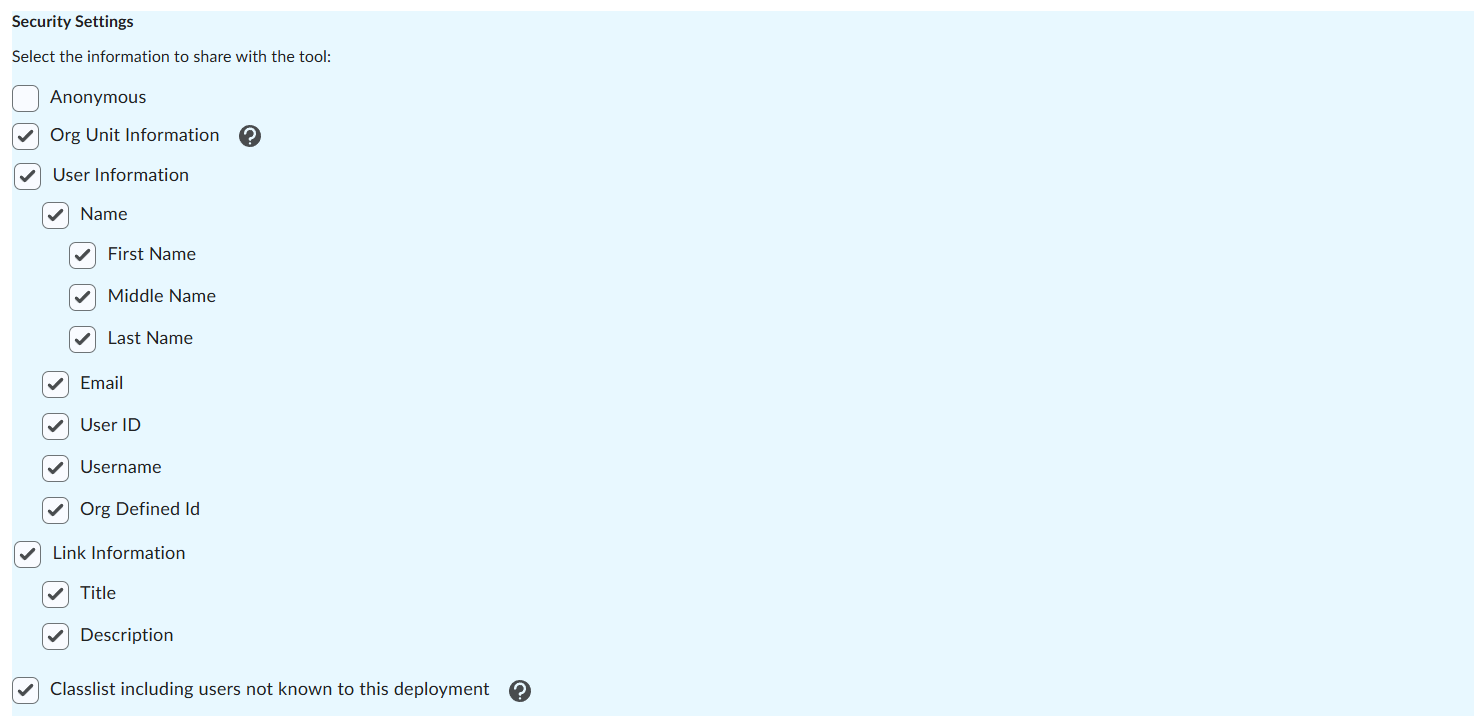 Security Settings
Select the information to share with the tool:
Anonymous
Org Unit Information
User Information
Name
First Name
Middle Name
Last Name
Email
User ID
Username
Org Defined Id
Link Information
Title
Description
Classlist including users not known to this deployment